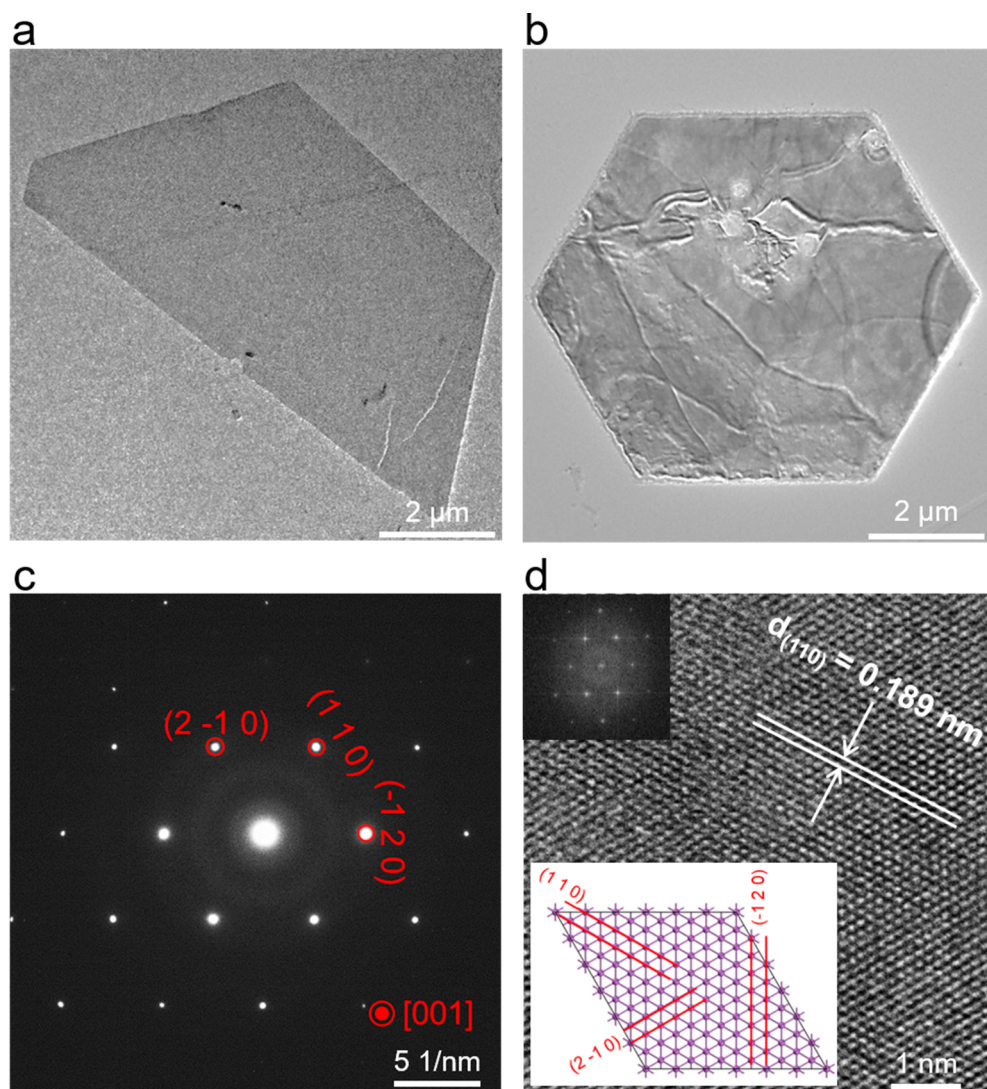 a
b
2 μm
2 μm
c
d
(2 -1 0)
(1 1 0)
(-1 2 0)
[001]
5 1/nm
d(110) = 0.189 nm
(1 1 0)
(-1 2 0)
(2 -1 0)
1 nm